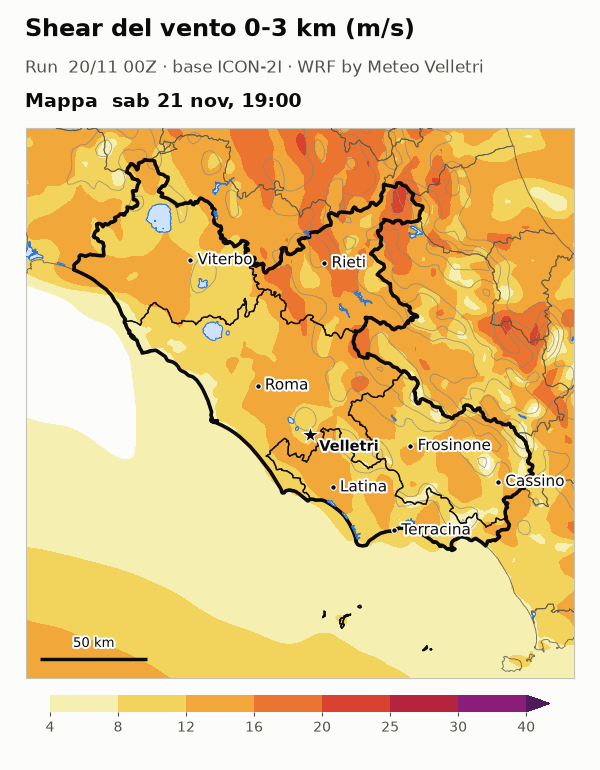 Shear del vento 0-3 km (m/s)
Run  20/11 00Z · base ICON-2I · WRF by Meteo Velletri
Mappa  sab 21 nov, 19:00
Viterbo
Rieti
Roma
Velletri
Frosinone
Cassino
Latina
Terracina
50 km
4 8 12 16 20 25 30 40